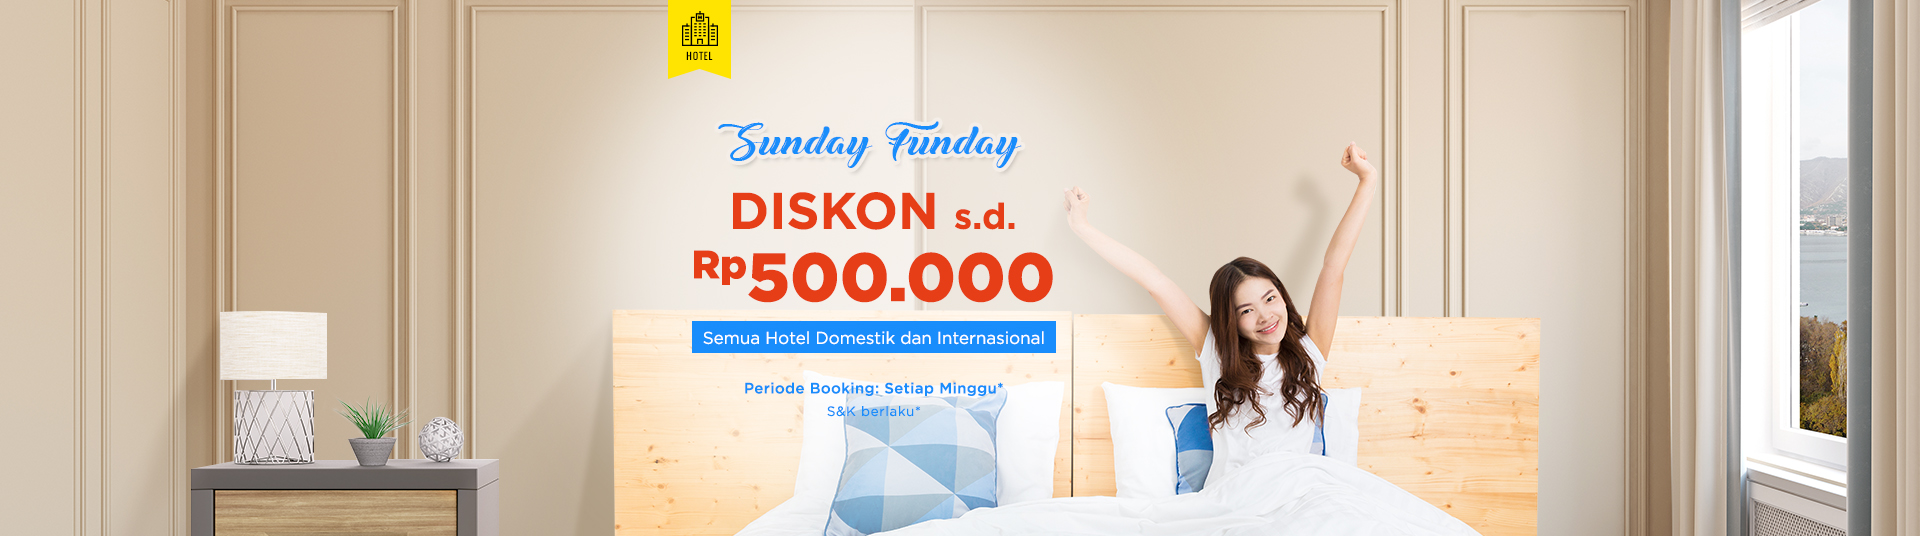 HOTEL
Sunday Funday
DISKON s.d.
Rp500.000
Semua Hotel Domestik dan Internasional
Periode Booking: Setiap Minggu*
S&K berlaku*